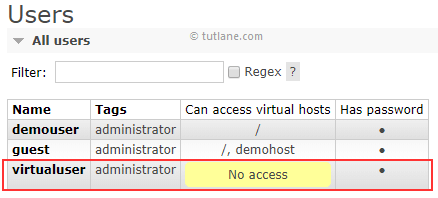 Users
© tutlane.com
All users
Filter: Regex ?
Name Tags Can access virtual hosts Has password
demouser administrator / ●
guest administrator /, demohost ●
virtualuser administrator No access ●